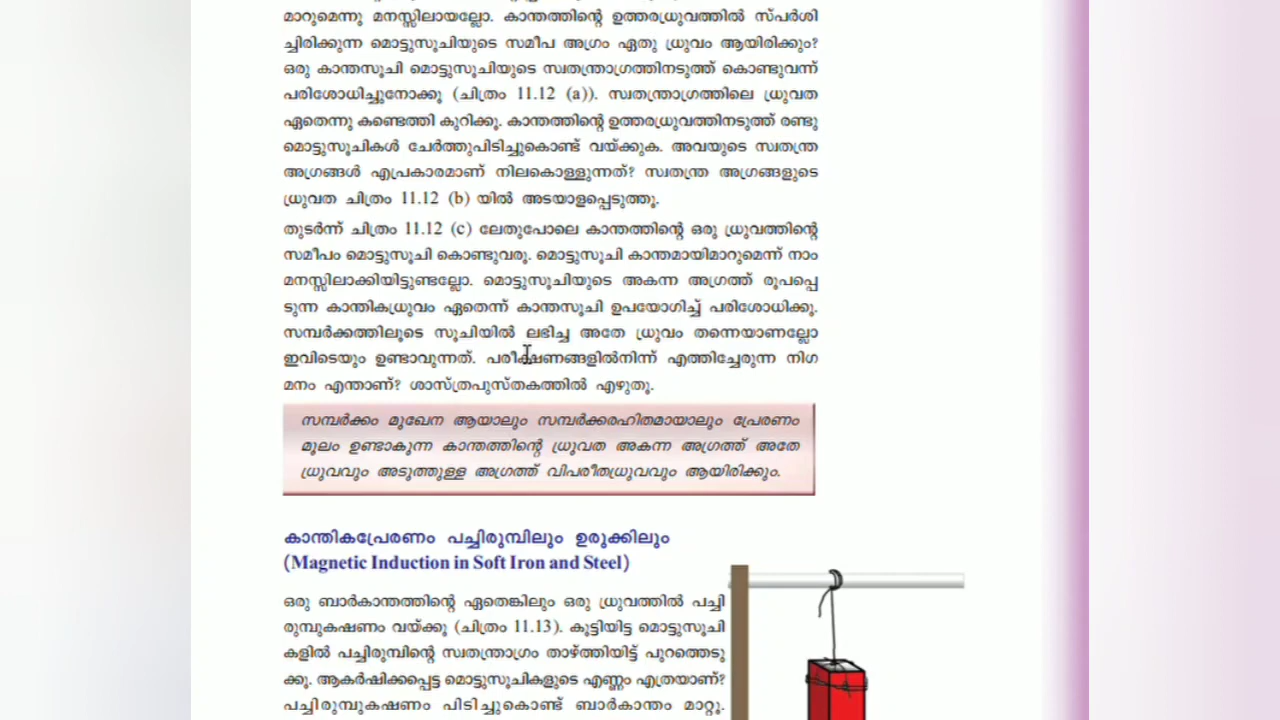 മാറുമെന്നു മനസ്സിലായല്ലോ. കാന്തത്തിന്റെ ഉത്തരധ്രുവത്തിൽ സ്പർശി
ച്ചിരിക്കുന്ന മൊട്ടുസൂചിയുടെ സമീപ അഗ്രം ഏതു ധ്രുവം ആയിരിക്കും?
ഒരു കാന്തസൂചി മൊട്ടുസൂചിയുടെ സ്വതന്ത്രാഗ്രത്തിനടുത്ത് കൊണ്ടുവന്ന്
പരിശോധിച്ചുനോക്കൂ (ചിത്രം 11.12 (a)). സ്വതന്ത്രാഗ്രത്തിലെ ധ്രുവത
ഏതെന്നു കണ്ടെത്തി കുറിക്കൂ. കാന്തത്തിന്റെ ഉത്തരധ്രുവത്തിനടുത്ത് രണ്ടു
മൊട്ടുസൂചികൾ ചേർത്തുപിടിച്ചുകൊണ്ട് വയ്ക്കുക. അവയുടെ സ്വതന്ത്ര
അഗ്രങ്ങൾ എപ്രകാരമാണ് നിലകൊള്ളുന്നത്? സ്വതന്ത്ര അഗ്രങ്ങളുടെ
ധ്രുവത ചിത്രം 11.12 (b) യിൽ അടയാളപ്പെടുത്തൂ.
തുടർന്ന് ചിത്രം 11.12 (c) ലേതുപോലെ കാന്തത്തിന്റെ ഒരു ധ്രുവത്തിന്റെ
സമീപം മൊട്ടുസൂചി കൊണ്ടുവരൂ. മൊട്ടുസൂചി കാന്തമായിമാറുമെന്ന് നാം
മനസ്സിലാക്കിയിട്ടുണ്ടല്ലോ. മൊട്ടുസൂചിയുടെ അകന്ന അഗ്രത്ത് രൂപപ്പെ
ടുന്ന കാന്തികധ്രുവം ഏതെന്ന് കാന്തസൂചി ഉപയോഗിച്ച് പരിശോധിക്കൂ.
സമ്പർക്കത്തിലൂടെ സൂചിയിൽ ലഭിച്ച അതേ ധ്രുവം തന്നെയാണല്ലോ
ഇവിടെയും ഉണ്ടാവുന്നത്. പരീക്ഷണങ്ങളിൽനിന്ന് എത്തിച്ചേരുന്ന നിഗ
മനം എന്താണ്? ശാസ്ത്രപുസ്തകത്തിൽ എഴുതൂ.
സമ്പർക്കം മുഖേന ആയാലും സമ്പർക്കരഹിതമായാലും പ്രേരണം
മൂലം ഉണ്ടാകുന്ന കാന്തത്തിന്റെ ധ്രുവത അകന്ന അഗ്രത്ത് അതേ
ധ്രുവവും അടുത്തുള്ള അഗ്രത്ത് വിപരീതധ്രുവവും ആയിരിക്കും.
കാന്തികപ്രേരണം പച്ചിരുമ്പിലും ഉരുക്കിലും
(Magnetic Induction in Soft Iron and Steel)
ഒരു ബാർകാന്തത്തിന്റെ ഏതെങ്കിലും ഒരു ധ്രുവത്തിൽ പച്ചി
രുമ്പുകഷണം വയ്ക്കൂ (ചിത്രം 11.13). കൂട്ടിയിട്ട മൊട്ടുസൂചി
കളിൽ പച്ചിരുമ്പിന്റെ സ്വതന്ത്രാഗ്രം താഴ്ത്തിയിട്ട് പുറത്തെടു
ക്കൂ. ആകർഷിക്കപ്പെട്ട മൊട്ടുസൂചികളുടെ എണ്ണം എത്രയാണ്?
പച്ചിരുമ്പുകഷണം പിടിച്ചുകൊണ്ട് ബാർകാന്തം മാറ്റൂ.